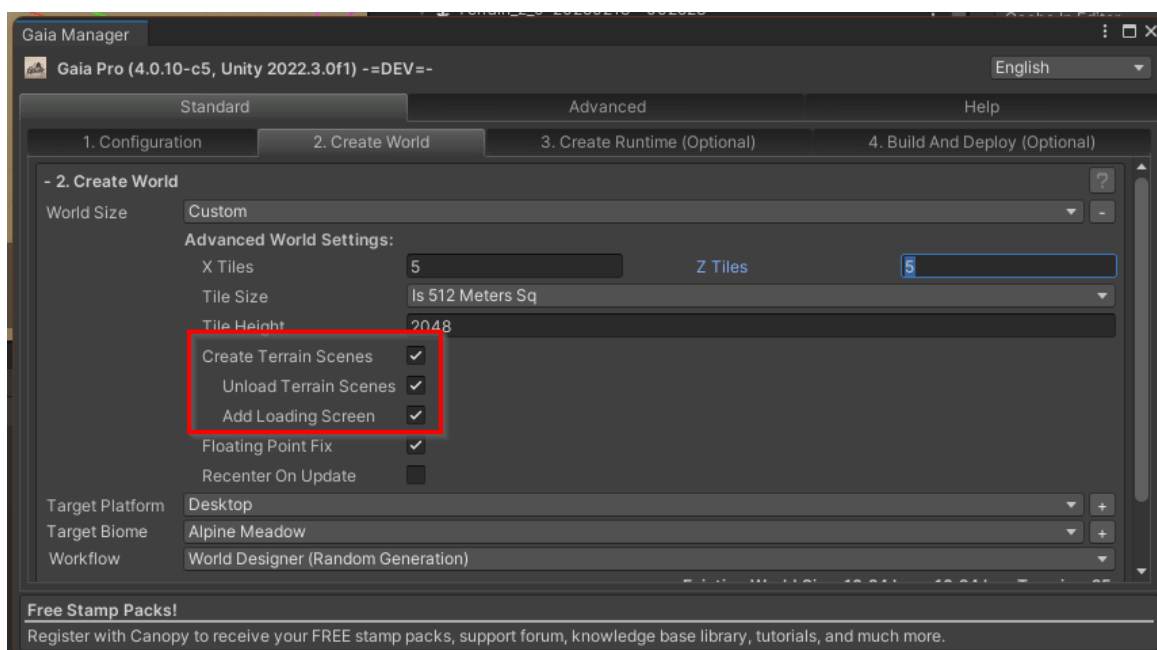 Gaia Manager
Gaia Pro (4.0.10-c5, Unity 2022.3.0f1) -=DEV=- English
Standard Advanced Help
1. Configuration 2. Create World 3. Create Runtime (Optional) 4. Build And Deploy (Optional)
- 2. Create World ?
World Size Custom -
Advanced World Settings:
X Tiles 5 Z Tiles 5
Tile Size Is 512 Meters Sq
Tile Height 2048
Create Terrain Scenes
Unload Terrain Scenes
Add Loading Screen
Floating Point Fix
Recenter On Update
Target Platform Desktop +
Target Biome Alpine Meadow +
Workflow World Designer (Random Generation)
Free Stamp Packs!
Register with Canopy to receive your FREE stamp packs, support forum, knowledge base library, tutorials, and much more.